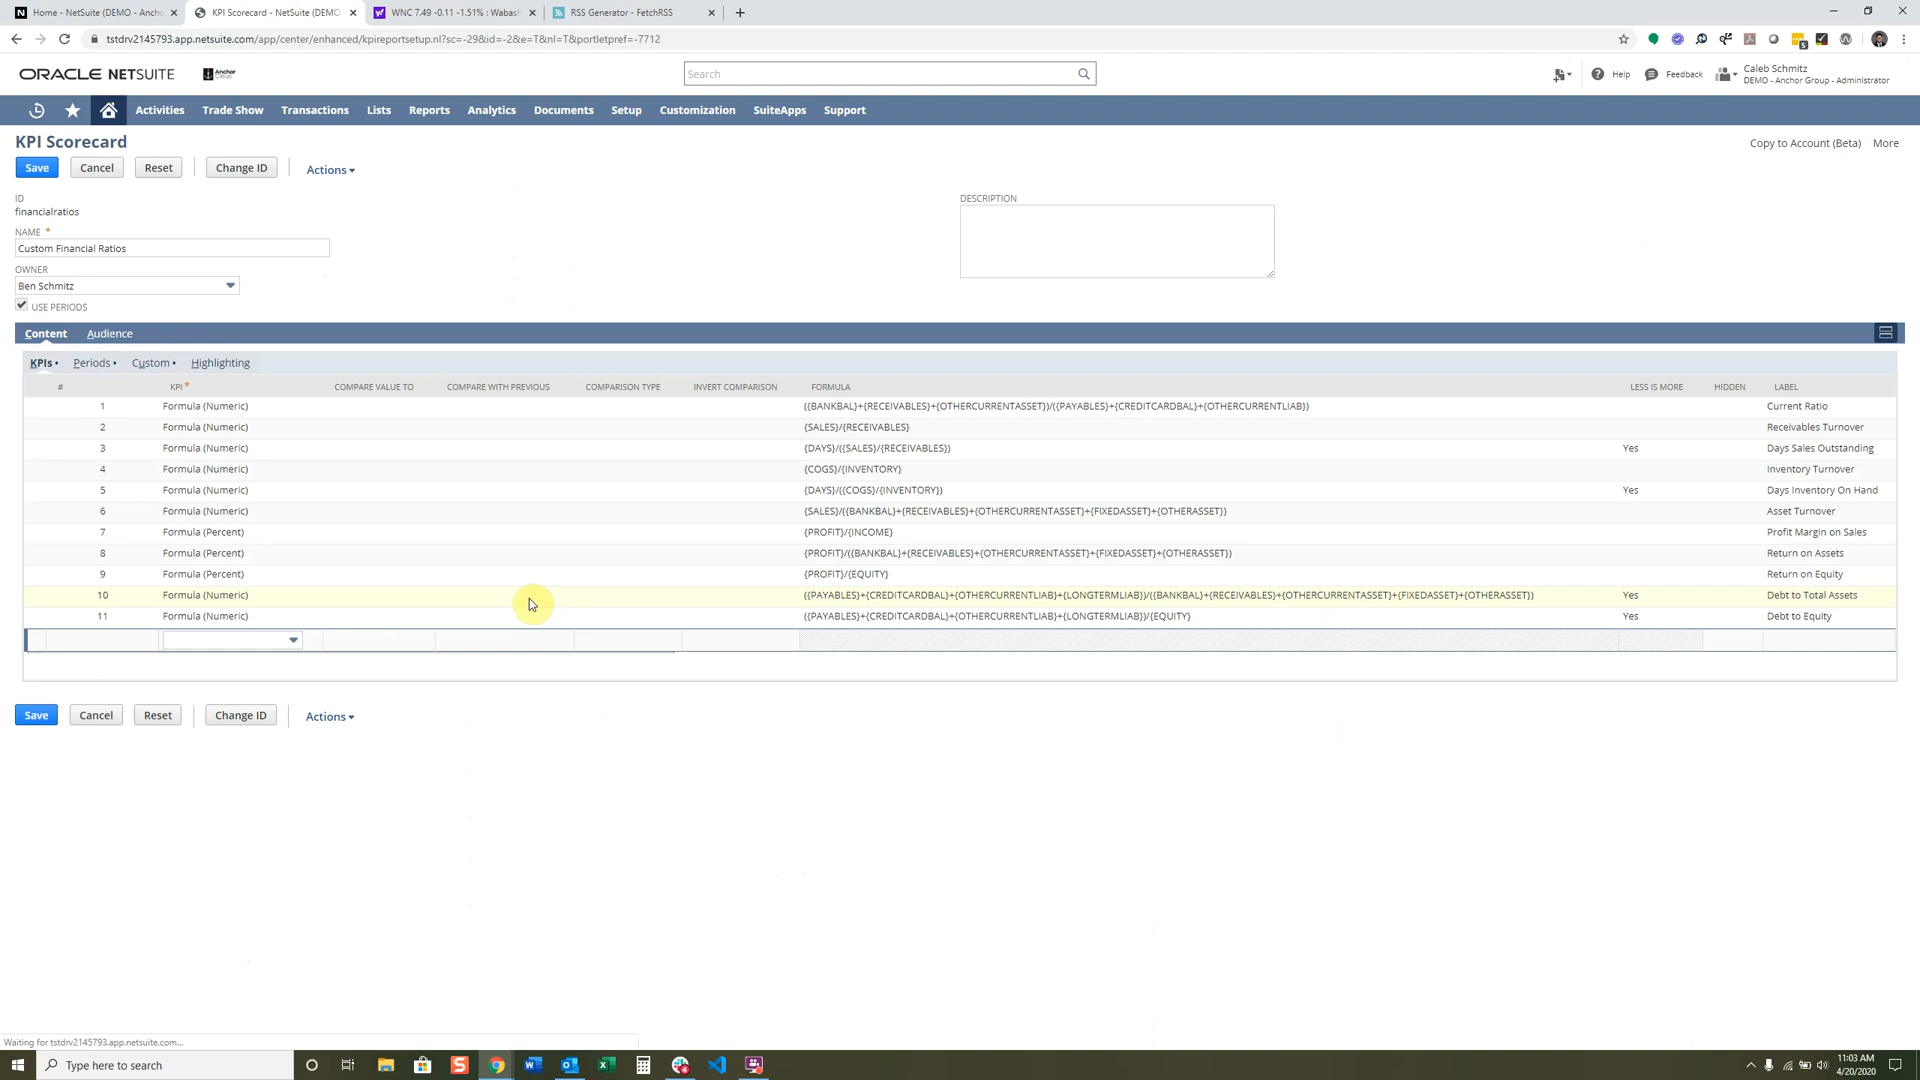 Home - NetSuite (DEMO - Ancho
KPI Scorecard - NetSuite (DEMO
WNC 7.49 -0.11 -1.51% : Wabash
RSS Generator - FetchRSS
tstdrv2145793.app.netsuite.com/app/center/enhanced/kpireportsetup.nl?sc=-29&id=-2&e=T&nl=T&portletpref=-7712
ORACLE NETSUITE
Anchor Group
Search
Help
Feedback
Caleb Schmitz
DEMO - Anchor Group - Administrator
Activities Trade Show Transactions Lists Reports Analytics Documents Setup Customization SuiteApps Support
KPI Scorecard
Copy to Account (Beta) More
Save Cancel Reset Change ID Actions
ID
financialratios
NAME *
Custom Financial Ratios
OWNER
Ben Schmitz
USE PERIODS
DESCRIPTION
Content Audience
KPIs • Periods • Custom • Highlighting
# KPI * COMPARE VALUE TO COMPARE WITH PREVIOUS COMPARISON TYPE INVERT COMPARISON FORMULA LESS IS MORE HIDDEN LABEL
1 Formula (Numeric) ({BANKBAL}+{RECEIVABLES}+{OTHERCURRENTASSET})/({PAYABLES}+{CREDITCARDBAL}+{OTHERCURRENTLIAB}) Current Ratio
2 Formula (Numeric) {SALES}/{RECEIVABLES} Receivables Turnover
3 Formula (Numeric) {DAYS}/({SALES}/{RECEIVABLES}) Yes Days Sales Outstanding
4 Formula (Numeric) {COGS}/{INVENTORY} Inventory Turnover
5 Formula (Numeric) {DAYS}/({COGS}/{INVENTORY}) Yes Days Inventory On Hand
6 Formula (Numeric) {SALES}/({BANKBAL}+{RECEIVABLES}+{OTHERCURRENTASSET}+{FIXEDASSET}+{OTHERASSET}) Asset Turnover
7 Formula (Percent) {PROFIT}/{INCOME} Profit Margin on Sales
8 Formula (Percent) {PROFIT}/({BANKBAL}+{RECEIVABLES}+{OTHERCURRENTASSET}+{FIXEDASSET}+{OTHERASSET}) Return on Assets
9 Formula (Percent) {PROFIT}/{EQUITY} Return on Equity
10 Formula (Numeric) ({PAYABLES}+{CREDITCARDBAL}+{OTHERCURRENTLIAB}+{LONGTERMLIAB})/({BANKBAL}+{RECEIVABLES}+{OTHERCURRENTASSET}+{FIXEDASSET}+{OTHERASSET}) Yes Debt to Total Assets
11 Formula (Numeric) ({PAYABLES}+{CREDITCARDBAL}+{OTHERCURRENTLIAB}+{LONGTERMLIAB})/{EQUITY} Yes Debt to Equity
Save Cancel Reset Change ID Actions
Waiting for tstdrv2145793.app.netsuite.com...
Type here to search
11:03 AM
4/20/2020